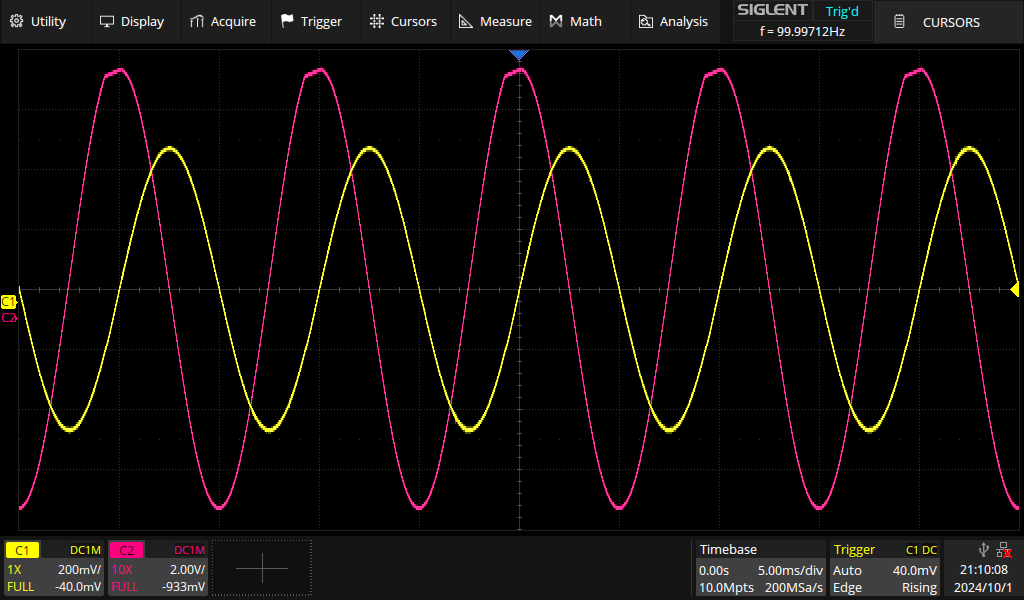 Utility Display Acquire Trigger Cursors Measure Math Analysis SIGLENT Trig'd CURSORS
f = 99.99712Hz
C1
C2
C1 DC1M C2 DC1M Timebase Trigger C1 DC
1X 200mV/ 10X 2.00V/ 0.00s 5.00ms/div Auto 40.0mV 21:10:08
FULL -40.0mV FULL -933mV 10.0Mpts 200MSa/s Edge Rising 2024/10/1